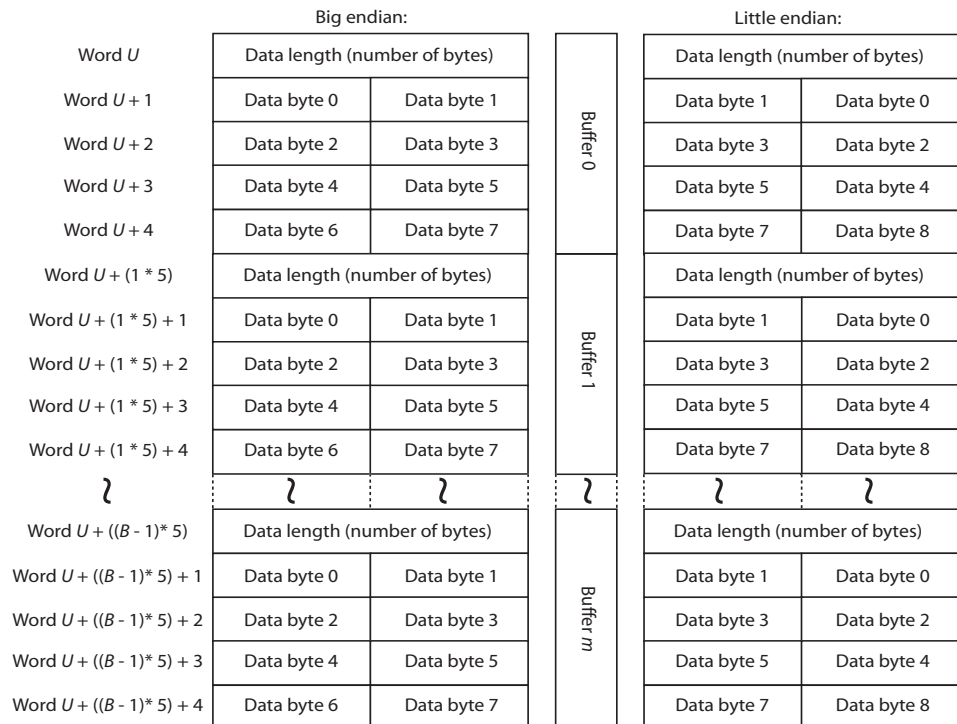 Big endian: Little endian:
Word U Data length (number of bytes) Data length (number of bytes)
Word U + 1 Data byte 0 Data byte 1 Data byte 1 Data byte 0
Word U + 2 Data byte 2 Data byte 3 Buffer 0 Data byte 3 Data byte 2
Word U + 3 Data byte 4 Data byte 5 Data byte 5 Data byte 4
Word U + 4 Data byte 6 Data byte 7 Data byte 7 Data byte 8
Word U + (1 * 5) Data length (number of bytes) Data length (number of bytes)
Word U + (1 * 5) + 1 Data byte 0 Data byte 1 Data byte 1 Data byte 0
Word U + (1 * 5) + 2 Data byte 2 Data byte 3 Buffer 1 Data byte 3 Data byte 2
Word U + (1 * 5) + 3 Data byte 4 Data byte 5 Data byte 5 Data byte 4
Word U + (1 * 5) + 4 Data byte 6 Data byte 7 Data byte 7 Data byte 8
Word U + ((B - 1)* 5) Data length (number of bytes) Data length (number of bytes)
Word U + ((B - 1)* 5) + 1 Data byte 0 Data byte 1 Data byte 1 Data byte 0
Word U + ((B - 1)* 5) + 2 Data byte 2 Data byte 3 Buffer m Data byte 3 Data byte 2
Word U + ((B - 1)* 5) + 3 Data byte 4 Data byte 5 Data byte 5 Data byte 4
Word U + ((B - 1)* 5) + 4 Data byte 6 Data byte 7 Data byte 7 Data byte 8